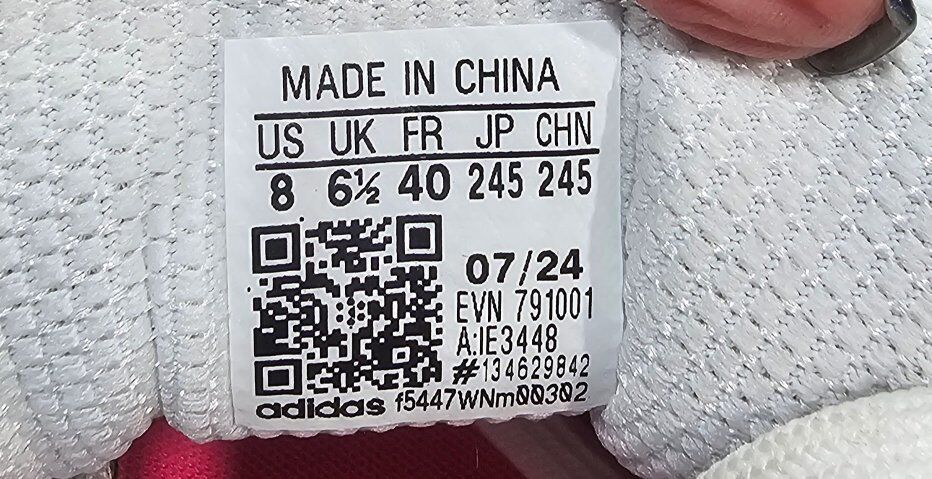 MADE IN CHINA
US UK FR JP CHN
8 6½ 40 245 245
07/24
EVN 791001
A:IE3448
#134629842
adidas f5447WNm00302